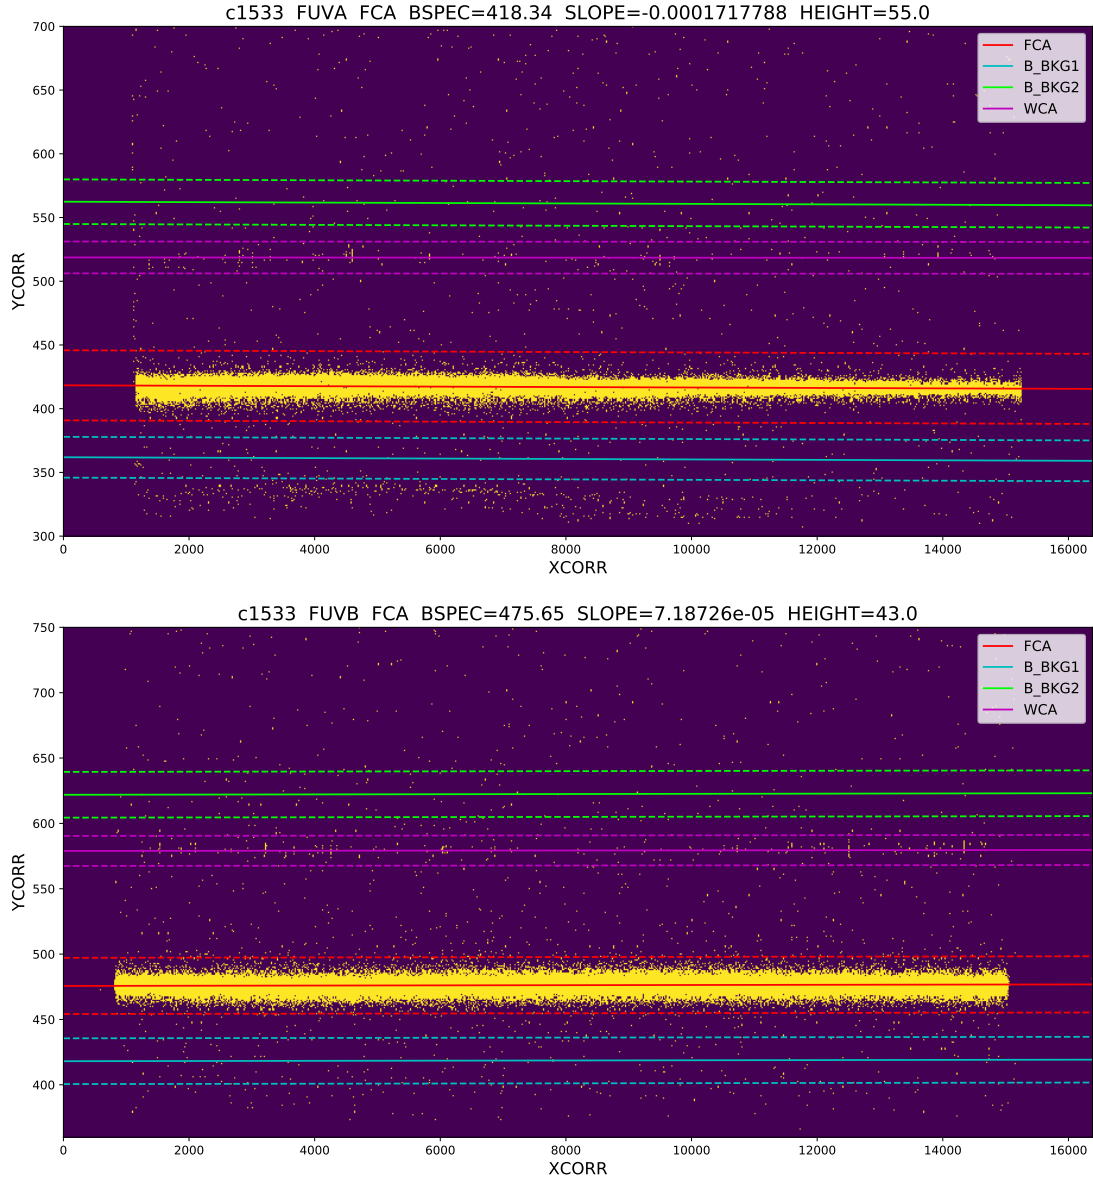 c1533 FUVA FCA BSPEC=418.34 SLOPE=-0.0001717788 HEIGHT=55.0
700
650
600
550
500
450
400
350
300
YCORR
FCA
B_BKG1
B_BKG2
WCA
0 2000 4000 6000 8000 10000 12000 14000 16000
XCORR
c1533 FUVB FCA BSPEC=475.65 SLOPE=7.18726e-05 HEIGHT=43.0
750
700
650
600
550
500
450
400
YCORR
FCA
B_BKG1
B_BKG2
WCA
0 2000 4000 6000 8000 10000 12000 14000 16000
XCORR